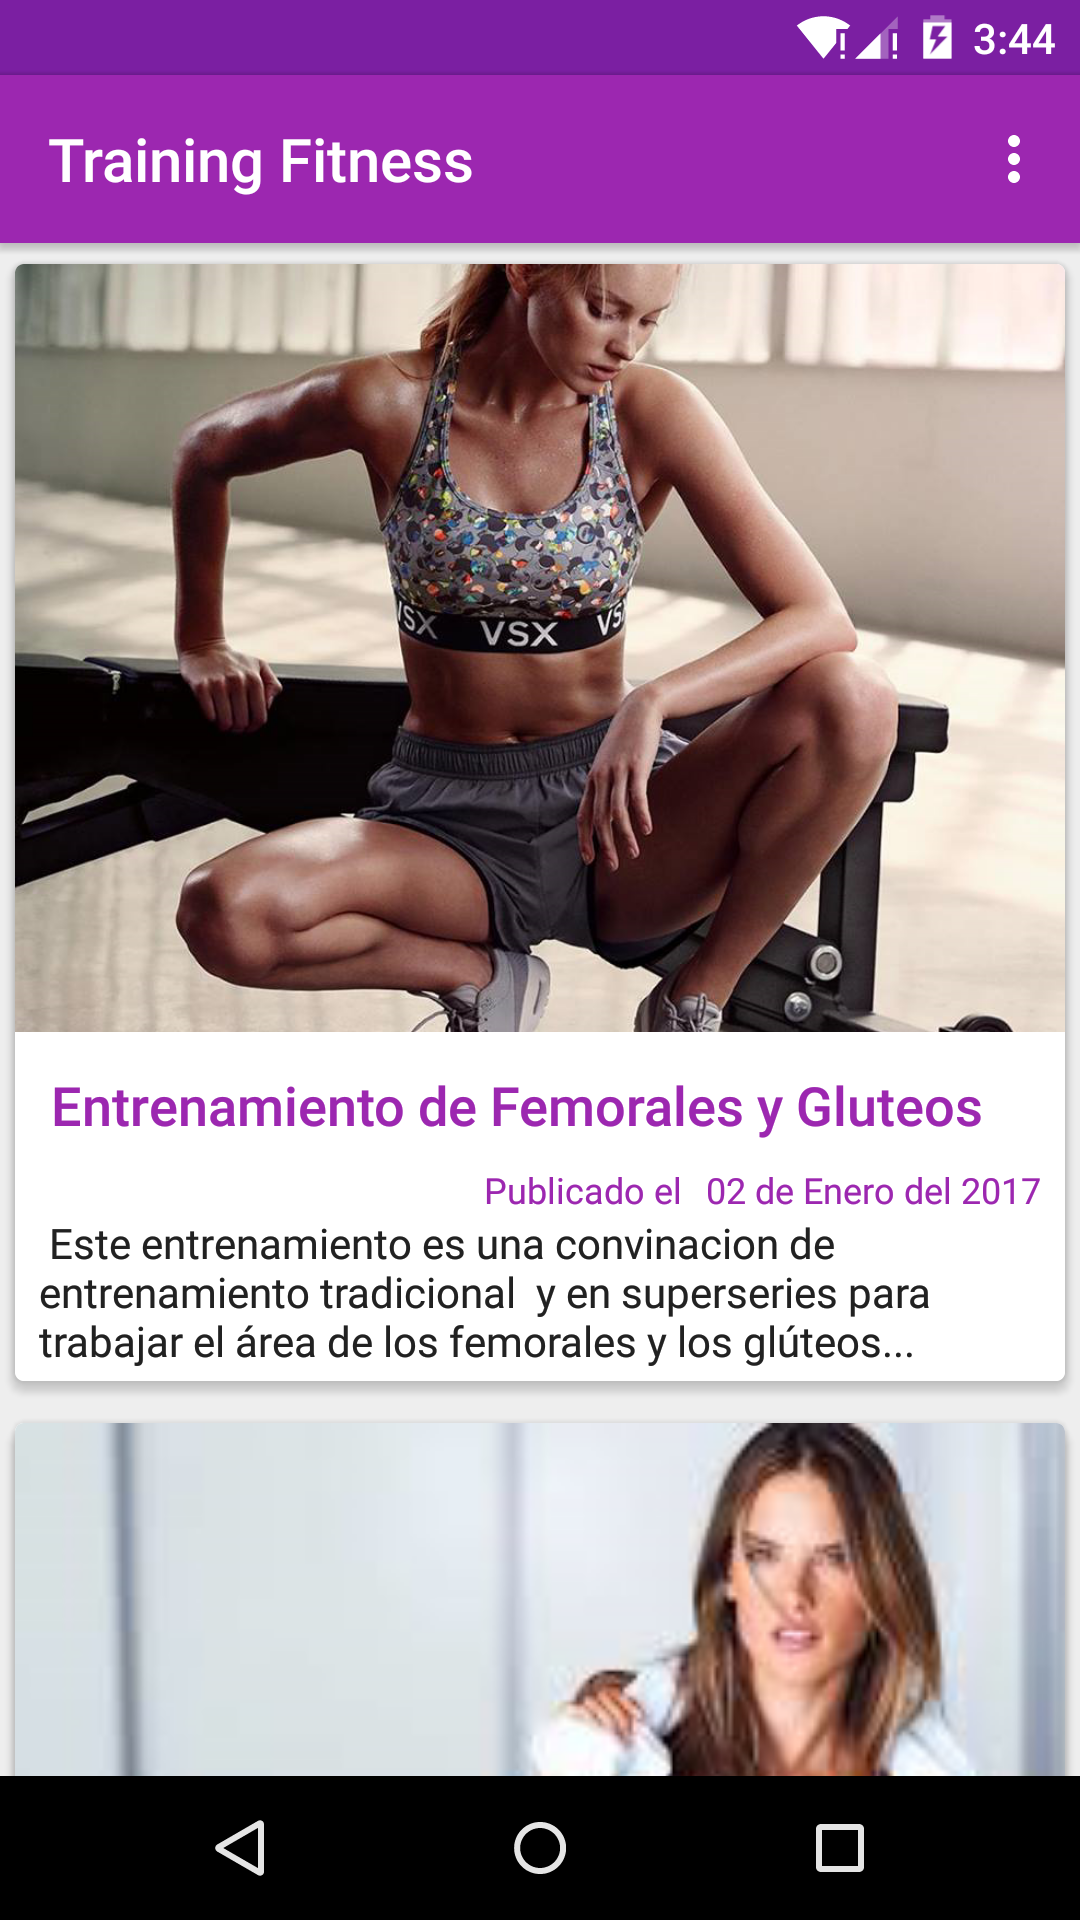 3:44
Training Fitness
VSX VSX VSX
Entrenamiento de Femorales y Gluteos
Publicado el 02 de Enero del 2017
Este entrenamiento es una convinacion de
entrenamiento tradicional y en superseries para
trabajar el área de los femorales y los glúteos...